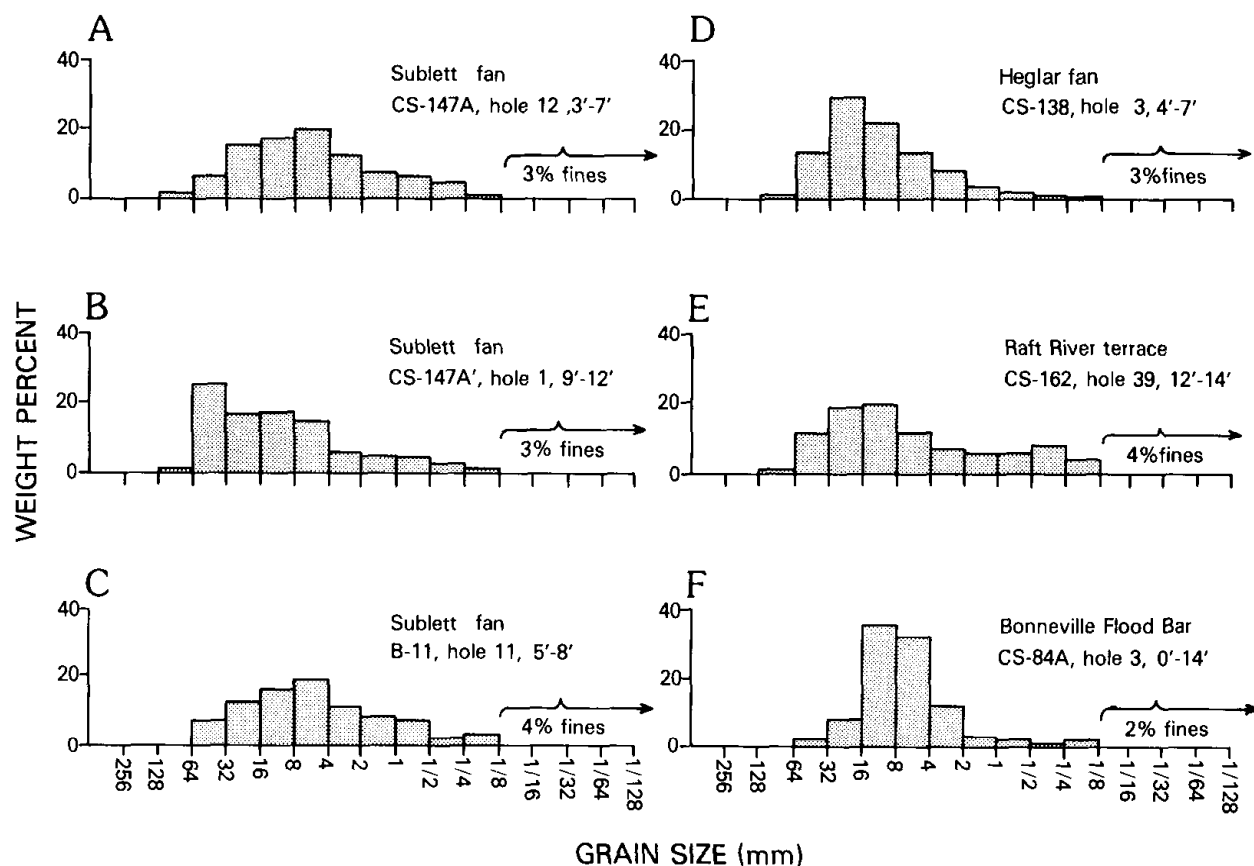 A
40
20
0
Sublett fan
CS-147A, hole 12 ,3'-7'
3% fines
B
40
20
0
Sublett fan
CS-147A', hole 1, 9'-12'
3% fines
C
40
20
0
Sublett fan
B-11, hole 11, 5'-8'
4% fines
256
128
64
32
16
8
4
2
1
1/2
1/4
1/8
1/16
1/32
1/64
1/128
D
40
20
0
Heglar fan
CS-138, hole 3, 4'-7'
3%fines
E
40
20
0
Raft River terrace
CS-162, hole 39, 12'-14'
4%fines
F
40
20
0
Bonneville Flood Bar
CS-84A, hole 3, 0'-14'
2% fines
256
128
64
32
16
8
4
2
1
1/2
1/4
1/8
1/16
1/32
1/64
1/128
WEIGHT PERCENT
GRAIN SIZE (mm)